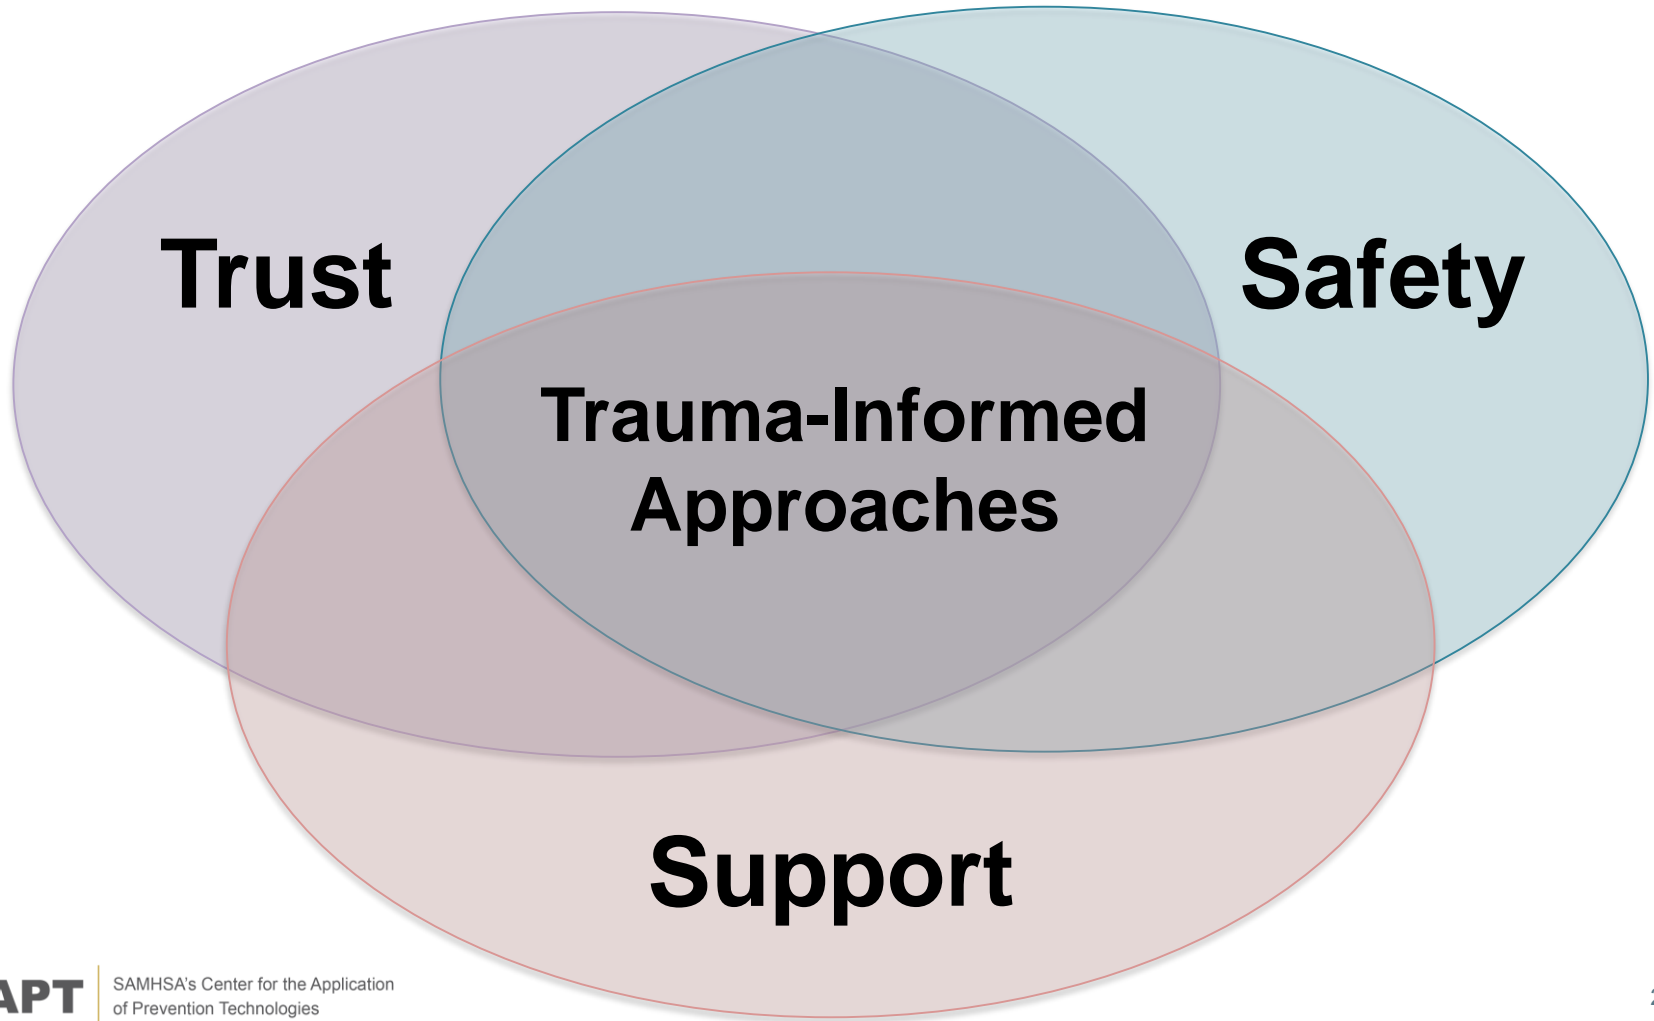 Trust
Safety
Trauma-Informed
Approaches
Support
APT
SAMHSA's Center for the Application
of Prevention Technologies